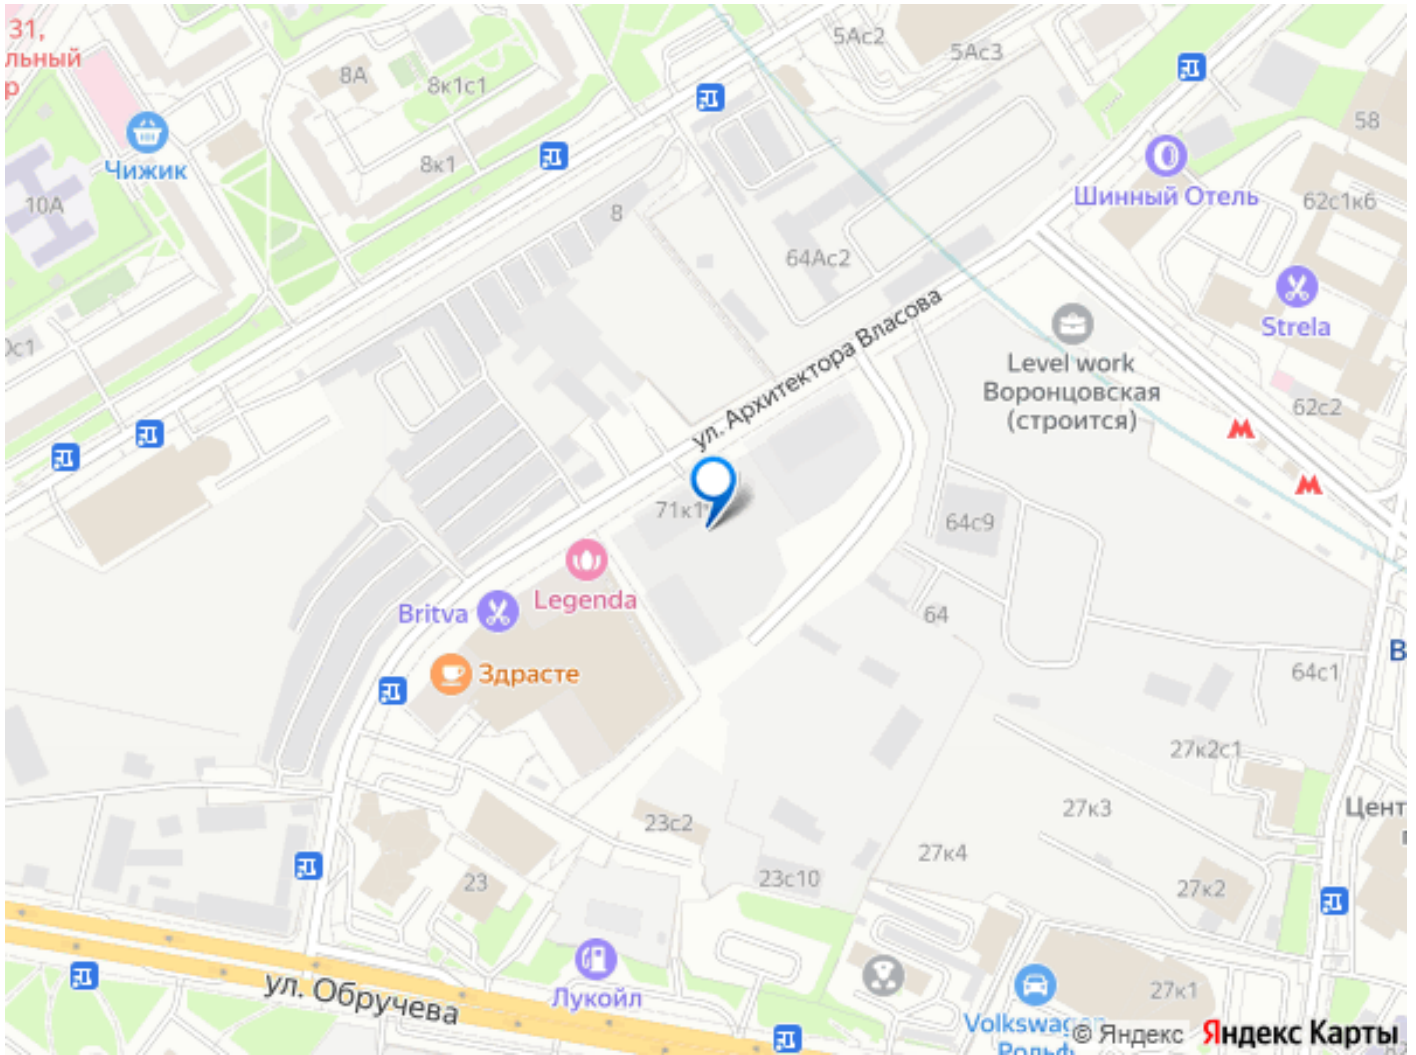 31,
льный
р
8А
8к1с1
5Ас2
5Ас3
58
Чижик
8к1
10А
8
Шинный Отель
62с1к6
64Ас2
Strela
ул. Архитектора Власова
Level work
Воронцовская
(строится)
62с2
71к1
64с9
Legenda
Britva
64
Здрасте
64с1
В
27к2с1
27к3
Цент
23с2
27к4
23
23с10
27к2
ул. Обручева
Лукойл
27к1
Volkswagen
Рольф
© Яндекс
Яндекс Карты